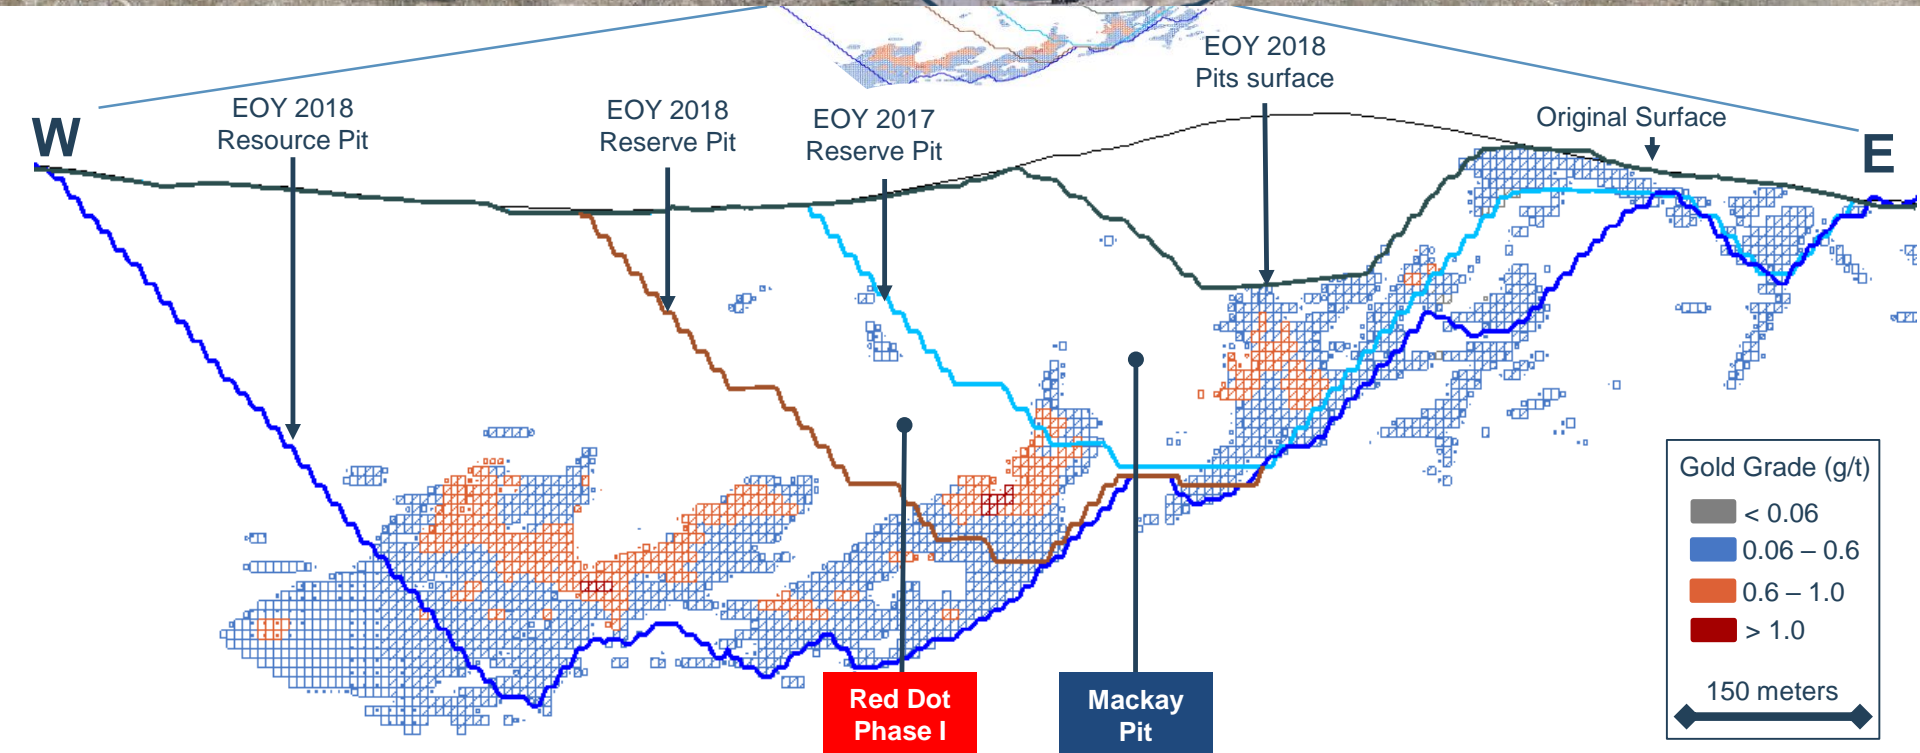 EOY 2018
Pits surface
EOY 2018
Resource Pit
EOY 2018
Reserve Pit
EOY 2017
Reserve Pit
Original Surface
W
E
Gold Grade (g/t)
< 0.06
0.06 – 0.6
0.6 – 1.0
> 1.0
150 meters
Red Dot
Phase I
Mackay
Pit